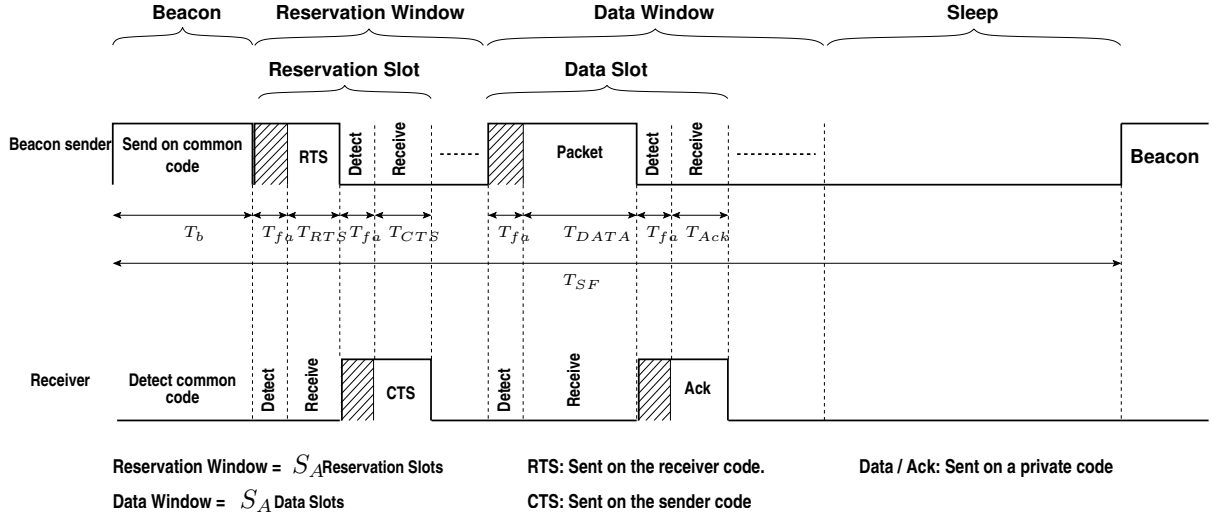 Beacon Reservation Window Data Window Sleep
Reservation Slot Data Slot
Beacon sender Send on common code RTS Detect Receive Packet Detect Receive Beacon
T_b T_fa T_RTS T_fa T_CTS T_fa T_DATA T_fa T_Ack
T_SF
Receiver Detect common code Detect Receive CTS Detect Receive Ack
Reservation Window = S_A Reservation Slots RTS: Sent on the receiver code. Data / Ack: Sent on a private code
Data Window = S_A Data Slots CTS: Sent on the sender code